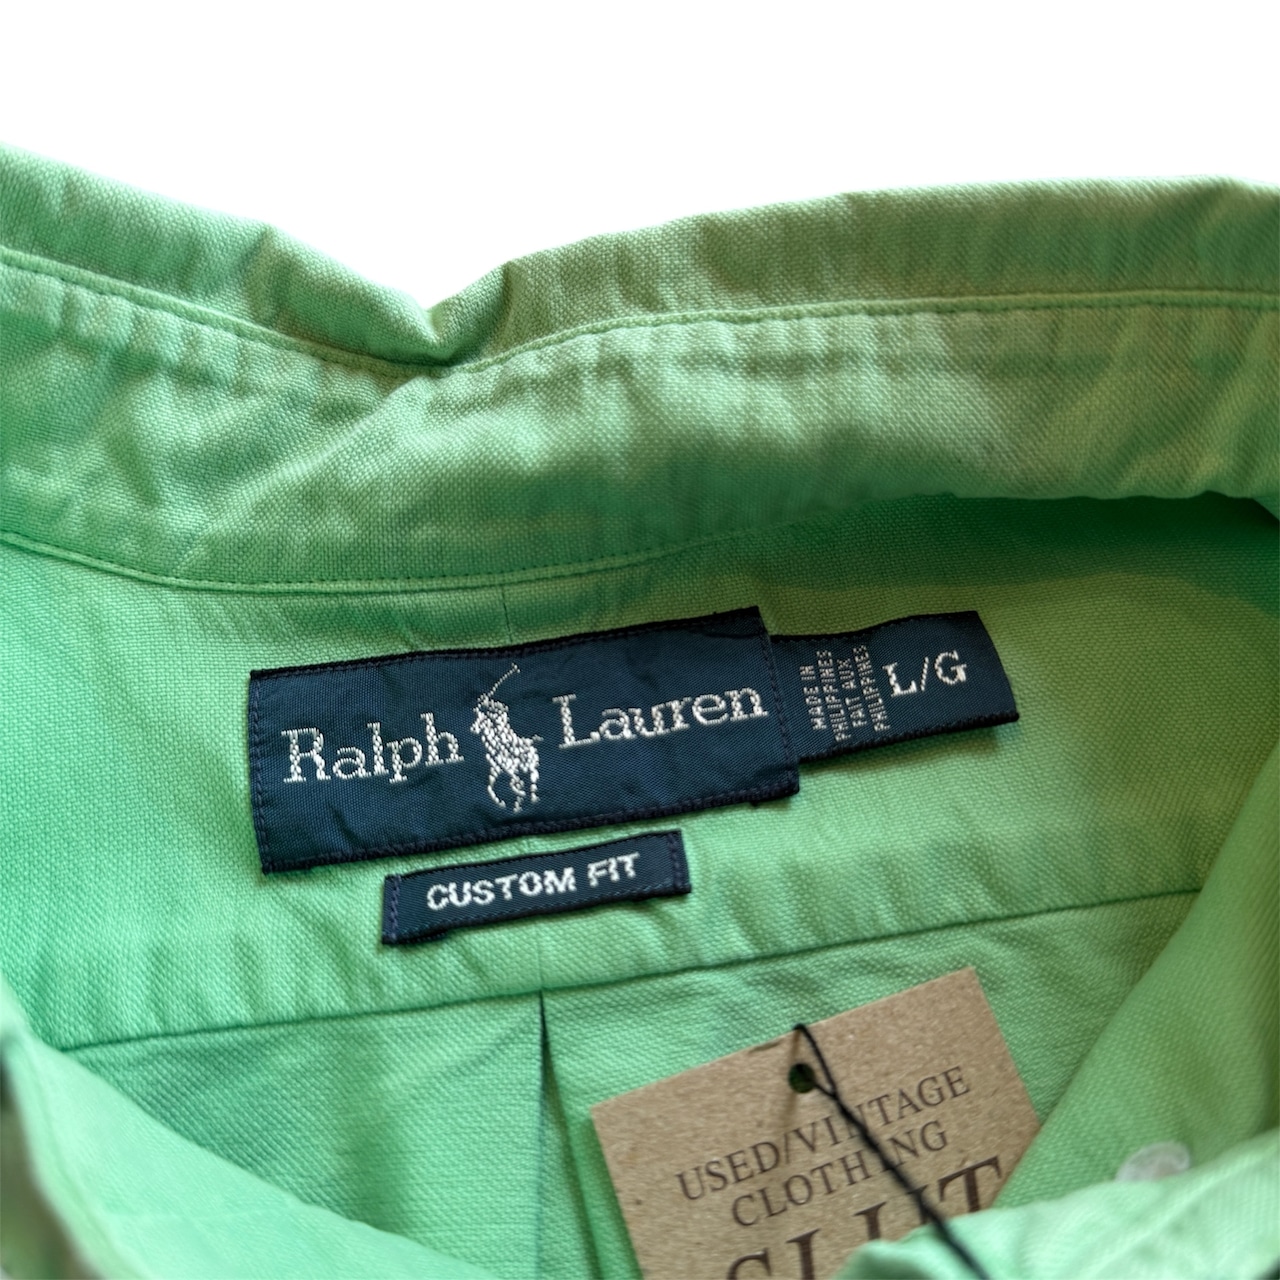 Ralph Lauren
MADE IN
PHILIPPINES
FAIT AUX
PHILIPPINES
L/G
CUSTOM FIT
USED/VINTAGE
CLOTHING